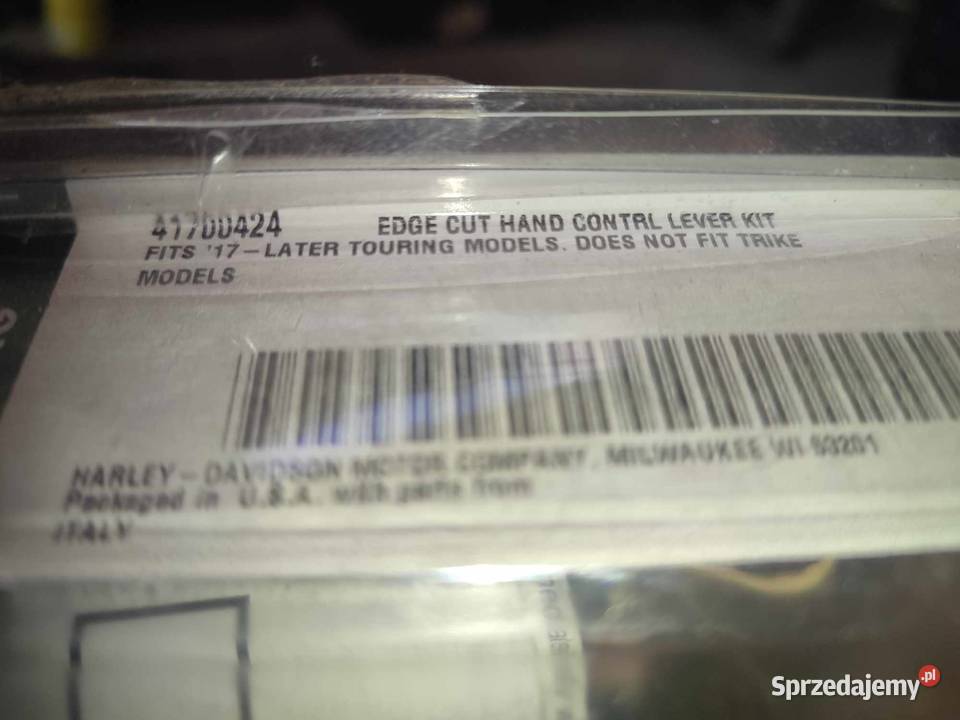 41700424 EDGE CUT HAND CONTRL LEVER KIT
FITS '17-LATER TOURING MODELS. DOES NOT FIT TRIKE
MODELS
HARLEY-DAVIDSON MOTOR COMPANY, MILWAUKEE WI 53201
Packaged in U.S.A. with parts from
ITALY
Sprzedajemy.pl